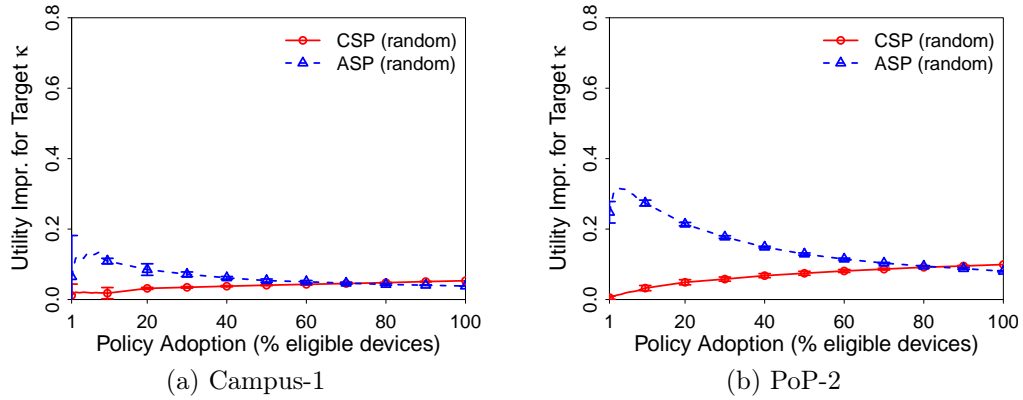 0.8
0.6
0.4
0.2
0.0
Utility Impr. for Target κ
CSP (random)
ASP (random)
1 20 40 60 80 100
Policy Adoption (% eligible devices)
(a) Campus-1
0.8
0.6
0.4
0.2
0.0
Utility Impr. for Target κ
CSP (random)
ASP (random)
1 20 40 60 80 100
Policy Adoption (% eligible devices)
(b) PoP-2